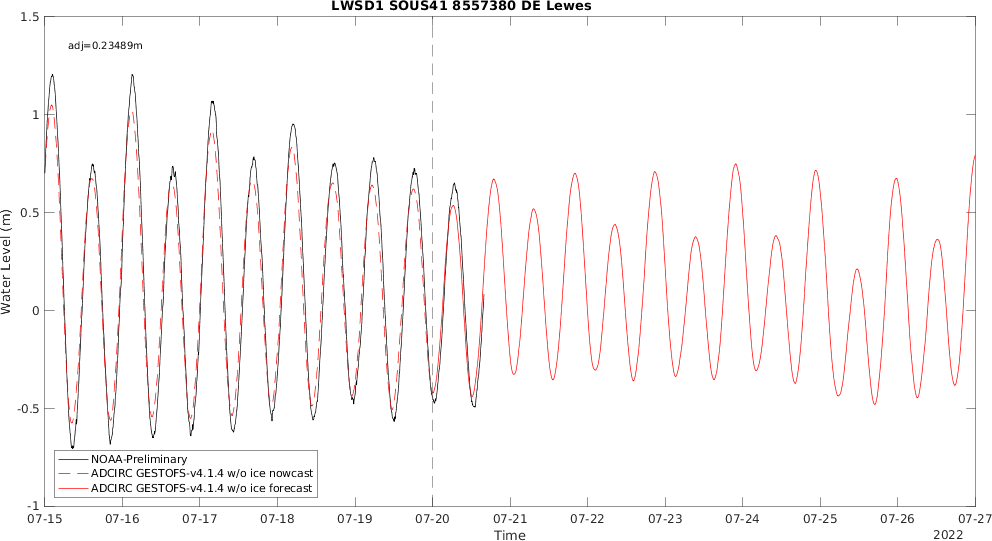 LWSD1 SOUS41 8557380 DE Lewes
adj=0.23489m
1.5
1
0.5
0
-0.5
-1
Water Level (m)
NOAA-Preliminary
ADCIRC GESTOFS-v4.1.4 w/o ice nowcast
ADCIRC GESTOFS-v4.1.4 w/o ice forecast
07-15 07-16 07-17 07-18 07-19 07-20 07-21 07-22 07-23 07-24 07-25 07-26 07-27
Time
2022